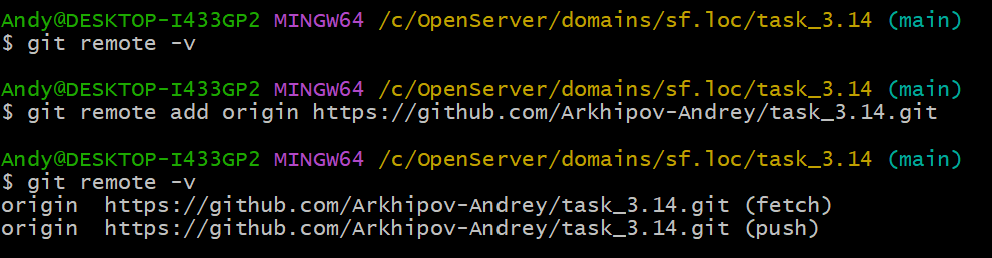 Andy@DESKTOP-I433GP2 MINGW64 /c/OpenServer/domains/sf.loc/task_3.14 (main)
$ git remote -v
Andy@DESKTOP-I433GP2 MINGW64 /c/OpenServer/domains/sf.loc/task_3.14 (main)
$ git remote add origin https://github.com/Arkhipov-Andrey/task_3.14.git
Andy@DESKTOP-I433GP2 MINGW64 /c/OpenServer/domains/sf.loc/task_3.14 (main)
$ git remote -v
origin  https://github.com/Arkhipov-Andrey/task_3.14.git (fetch)
origin  https://github.com/Arkhipov-Andrey/task_3.14.git (push)